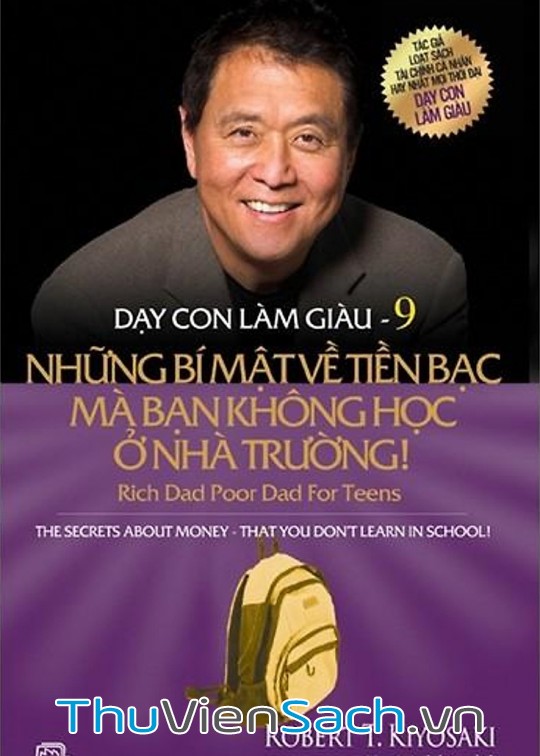 TÁC GIẢ
LOẠT SÁCH
TÀI CHÍNH CÁ NHÂN
HAY NHẤT MỌI THỜI ĐẠI
DẠY CON
LÀM GIÀU
DẠY CON LÀM GIÀU - 9
NHỮNG BÍ MẬT VỀ TIỀN BẠC
MÀ BẠN KHÔNG HỌC
Ở NHÀ TRƯỜNG!
Rich Dad Poor Dad For Teens
THE SECRETS ABOUT MONEY - THAT YOU DON'T LEARN IN SCHOOL!
ThuVienSach.vn
ROBERT T. KIYOSAKI